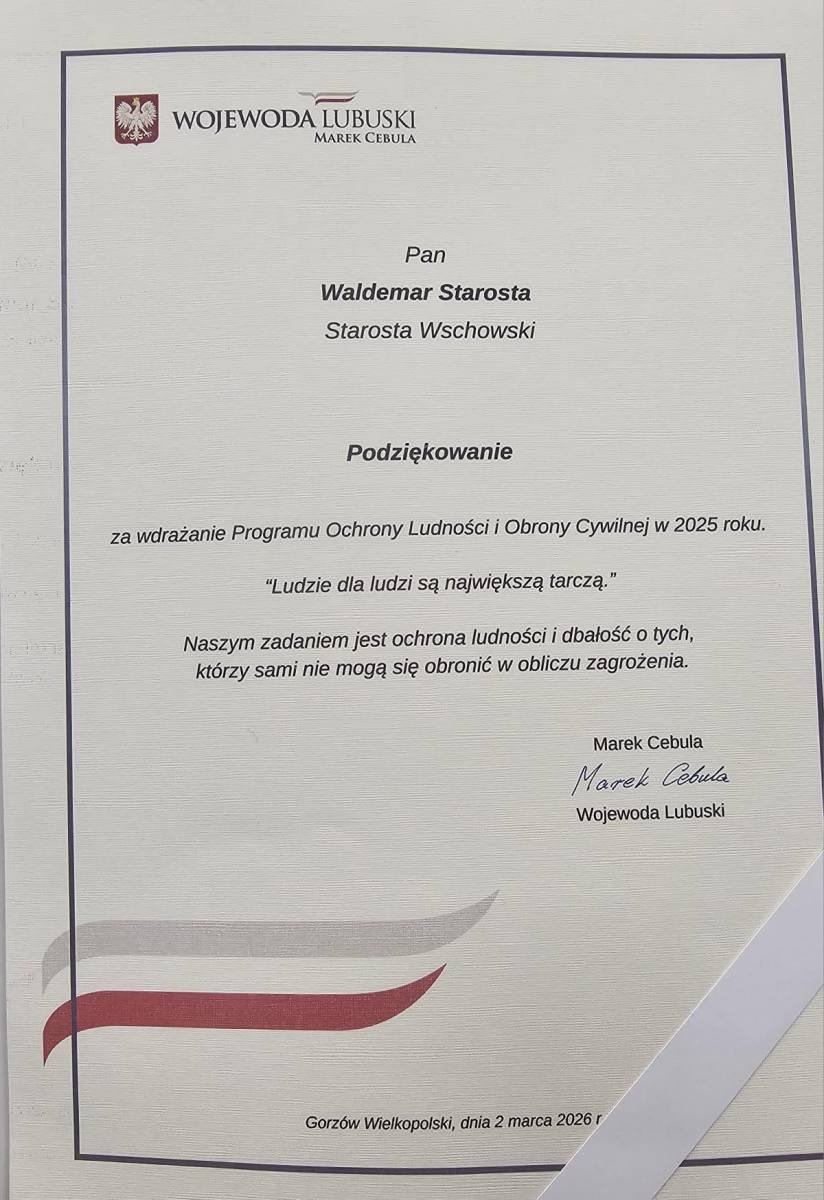 WOJEWODA LUBUSKI
MAREK CEBULA
Pan
Waldemar Starosta
Starosta Wschowski
Podziękowanie
za wdrażanie Programu Ochrony Ludności i Obrony Cywilnej w 2025 roku.
“Ludzie dla ludzi są największą tarczą.”
Naszym zadaniem jest ochrona ludności i dbałość o tych,
którzy sami nie mogą się obronić w obliczu zagrożenia.
Marek Cebula
Marek Cebula
Wojewoda Lubuski
Gorzów Wielkopolski, dnia 2 marca 2026 r